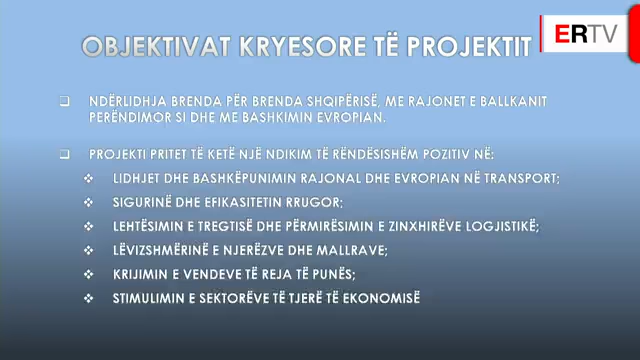 OBJEKTIVAT KRYESORE TË PROJEKTIT
ERTV
NDËRLIDHJA BRENDA PËR BRENDA SHQIPËRISË, ME RAJONET E BALLKANIT
PERËNDIMOR SI DHE ME BASHKIMIN EVROPIAN.
PROJEKTI PRITET TË KETË NJË NDIKIM TË RËNDËSISHËM POZITIV NË:
LIDHJET DHE BASHKËPUNIMIN RAJONAL DHE EVROPIAN NË TRANSPORT;
SIGURINË DHE EFIKASITETIN RRUGOR;
LEHTËSIMIN E TREGTISË DHE PËRMIRËSIMIN E ZINXHIRËVE LOGJISTIKË;
LËVIZSHMËRINË E NJERËZVE DHE MALLRAVE;
KRIJIMIN E VENDEVE TË REJA TË PUNËS;
STIMULIMIN E SEKTORËVE TË TJERË TË EKONOMISË